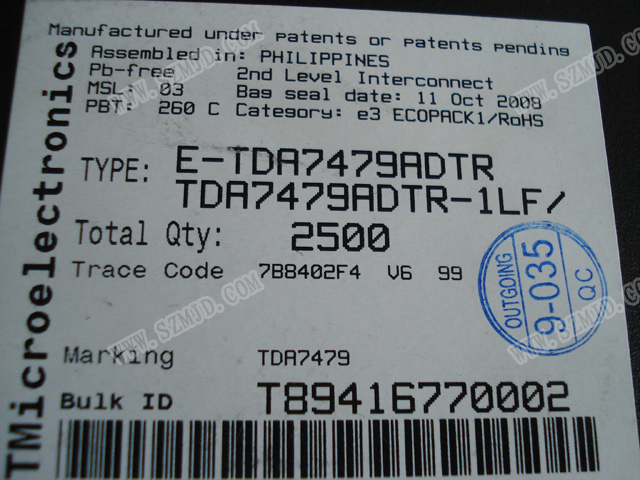 Manufactured under patents or patents pending
Assembled in: PHILIPPINES
Pb-free 2nd Level Interconnect
MSL: 03 Bag seal date: 11 Oct 2008
PBT: 260 C Category: e3 ECOPACK1/RoHS
TYPE: E-TDA7479ADTR
TDA7479ADTR-1LF/
Total Qty: 2500
Trace Code 7B8402F4 V6 99
Marking TDA7479
Bulk ID T89416770002
TMicroelectronics
OUTGOING
9-035
QC
WWW.SZMJD.COM
WWW.SZMJD.COM
WWW.SZMJD.COM
WWW.SZMJD.COM